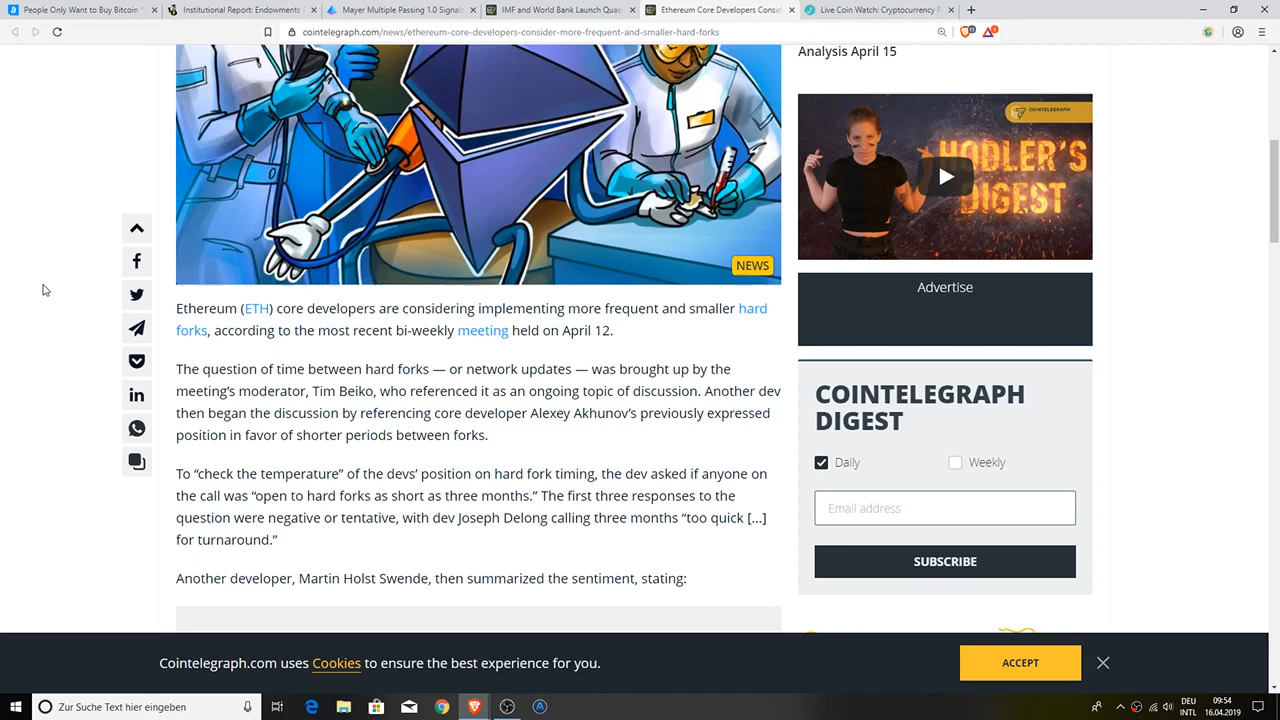 People Only Want to Buy Bitcoin
Institutional Report: Endowments
Mayer Multiple Passing 1.0 Signals
IMF and World Bank Launch Quas
Ethereum Core Developers Consid
Live Coin Watch: Cryptocurrency P
cointelegraph.com/news/ethereum-core-developers-consider-more-frequent-and-smaller-hard-forks
Analysis April 15
COINTELEGRAPH
HODLER'S
DIGEST
NEWS
Advertise
Ethereum (ETH) core developers are considering implementing more frequent and smaller hard
forks, according to the most recent bi-weekly meeting held on April 12.
The question of time between hard forks — or network updates — was brought up by the
meeting's moderator, Tim Beiko, who referenced it as an ongoing topic of discussion. Another dev
then began the discussion by referencing core developer Alexey Akhunov's previously expressed
position in favor of shorter periods between forks.
To “check the temperature” of the devs’ position on hard fork timing, the dev asked if anyone on
the call was “open to hard forks as short as three months.” The first three responses to the
question were negative or tentative, with dev Joseph Delong calling three months “too quick [...]
for turnaround.”
Another developer, Martin Holst Swende, then summarized the sentiment, stating:
COINTELEGRAPH
DIGEST
Daily
Weekly
Email address
SUBSCRIBE
Cointelegraph.com uses Cookies to ensure the best experience for you.
ACCEPT
Zur Suche Text hier eingeben
DEU
INTL
09:54
16.04.2019